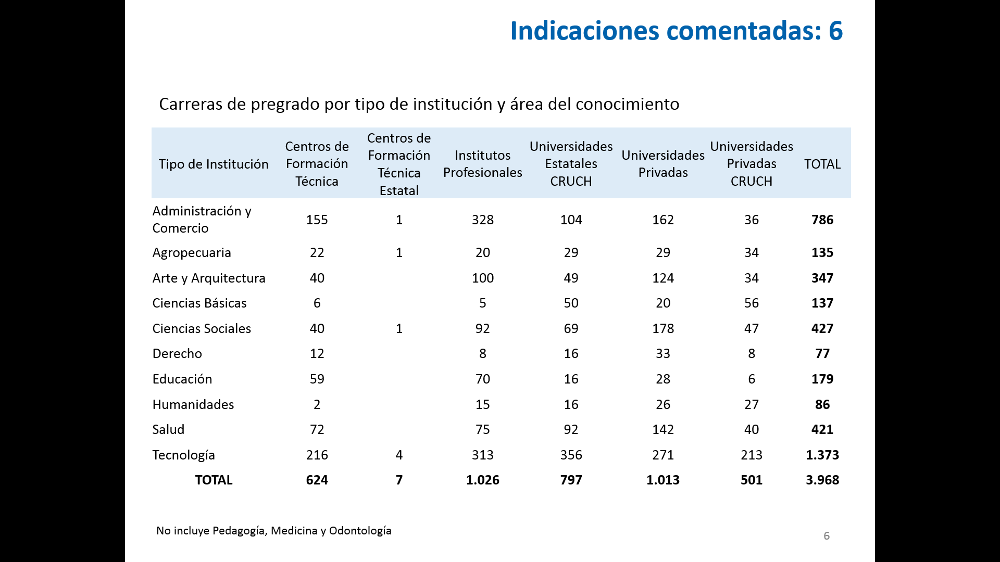 Indicaciones comentadas: 6
Carreras de pregrado por tipo de institución y área del conocimiento
Tipo de Institución
Centros de
Formación
Técnica
Centros de
Formación
Técnica
Estatal
Institutos
Profesionales
Universidades
Estatales
CRUCH
Universidades
Privadas
Universidades
Privadas
CRUCH
TOTAL
Administración y
Comercio
155 1 328 104 162 36 786
Agropecuaria 22 1 20 29 29 34 135
Arte y Arquitectura 40 100 49 124 34 347
Ciencias Básicas 6 5 50 20 56 137
Ciencias Sociales 40 1 92 69 178 47 427
Derecho 12 8 16 33 8 77
Educación 59 70 16 28 6 179
Humanidades 2 15 16 26 27 86
Salud 72 75 92 142 40 421
Tecnología 216 4 313 356 271 213 1.373
TOTAL 624 7 1.026 797 1.013 501 3.968
No incluye Pedagogía, Medicina y Odontología
6